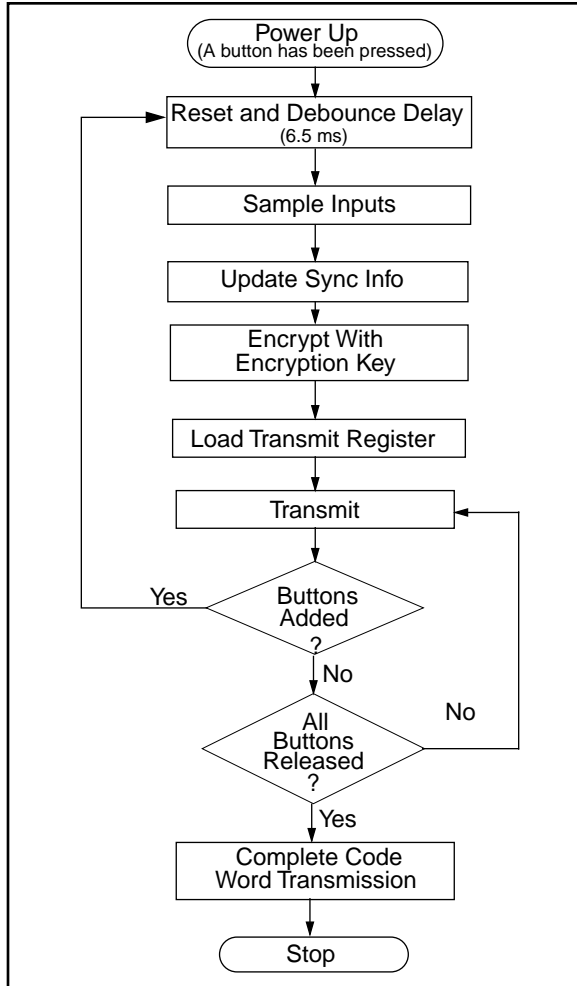 Power Up
(A button has been pressed)
Reset and Debounce Delay
(6.5 ms)
Sample Inputs
Update Sync Info
Encrypt With
Encryption Key
Load Transmit Register
Transmit
Yes
Buttons
Added
?
No
All
Buttons
Released
?
No
Yes
Complete Code
Word Transmission
Stop